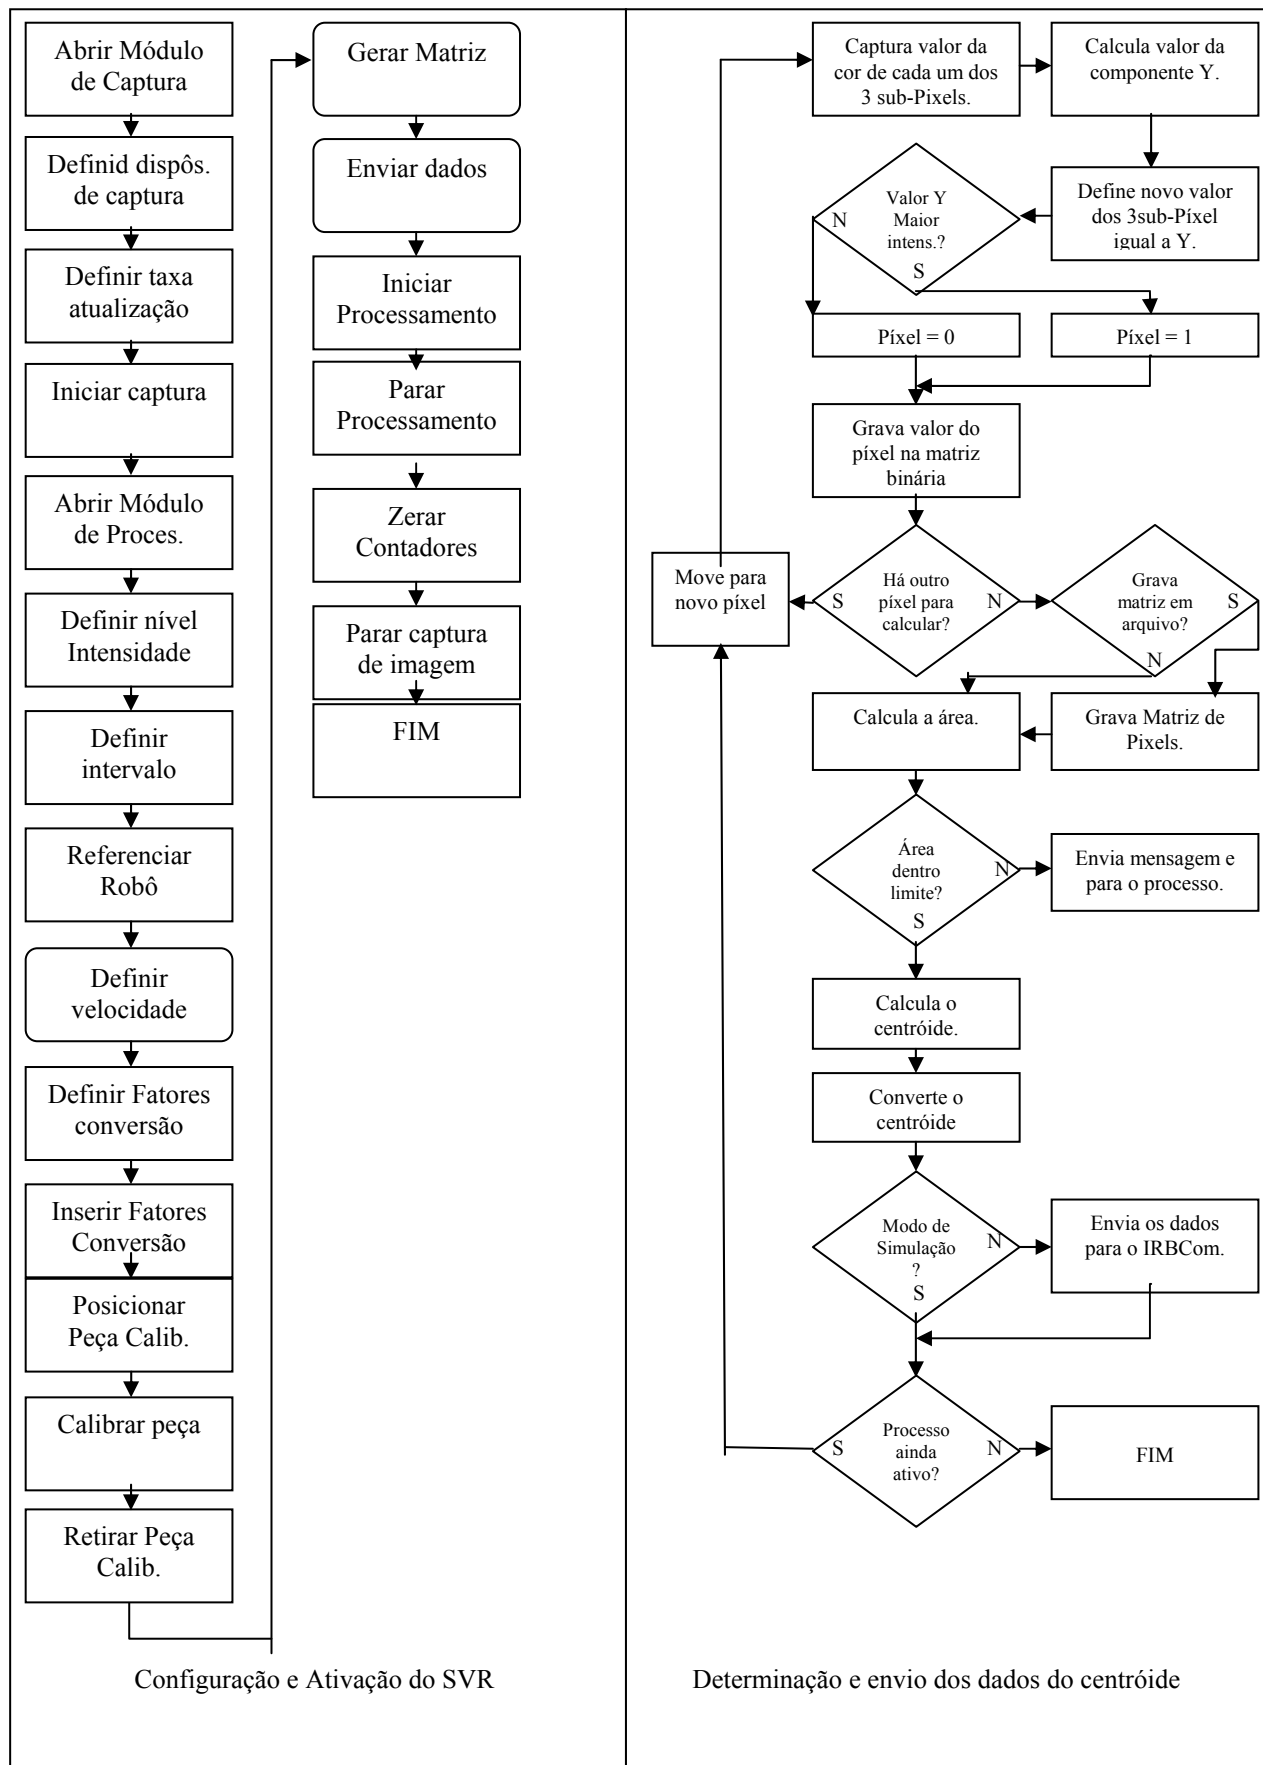 Abrir Módulo
de Captura
Definid dispôs.
de captura
Definir taxa
atualização
Iniciar captura
Abrir Módulo
de Proces.
Definir nível
Intensidade
Definir
intervalo
Referenciar
Robô
Definir
velocidade
Definir Fatores
conversão
Inserir Fatores
Conversão
Posicionar
Peça Calib.
Calibrar peça
Retirar Peça
Calib.
Gerar Matriz
Enviar dados
Iniciar
Processamento
Parar
Processamento
Zerar
Contadores
Parar captura
de imagem
FIM
Configuração e Ativação do SVR
Captura valor da
cor de cada um dos
3 sub-Pixels.
Calcula valor da
componente Y.
Define novo valor
dos 3sub-Píxel
igual a Y.
Valor Y
Maior
intens.?
N
S
Píxel = 0
Píxel = 1
Grava valor do
píxel na matriz
binária
Move para
novo píxel
Há outro
píxel para
calcular?
S
N
Grava
matriz em
arquivo?
S
N
Calcula a área.
Grava Matriz de
Pixels.
Área
dentro
limite?
N
S
Envia mensagem e
para o processo.
Calcula o
centróide.
Converte o
centróide
Modo de
Simulação
?
N
S
Envia os dados
para o IRBCom.
Processo
ainda
ativo?
S
N
FIM
Determinação e envio dos dados do centróide